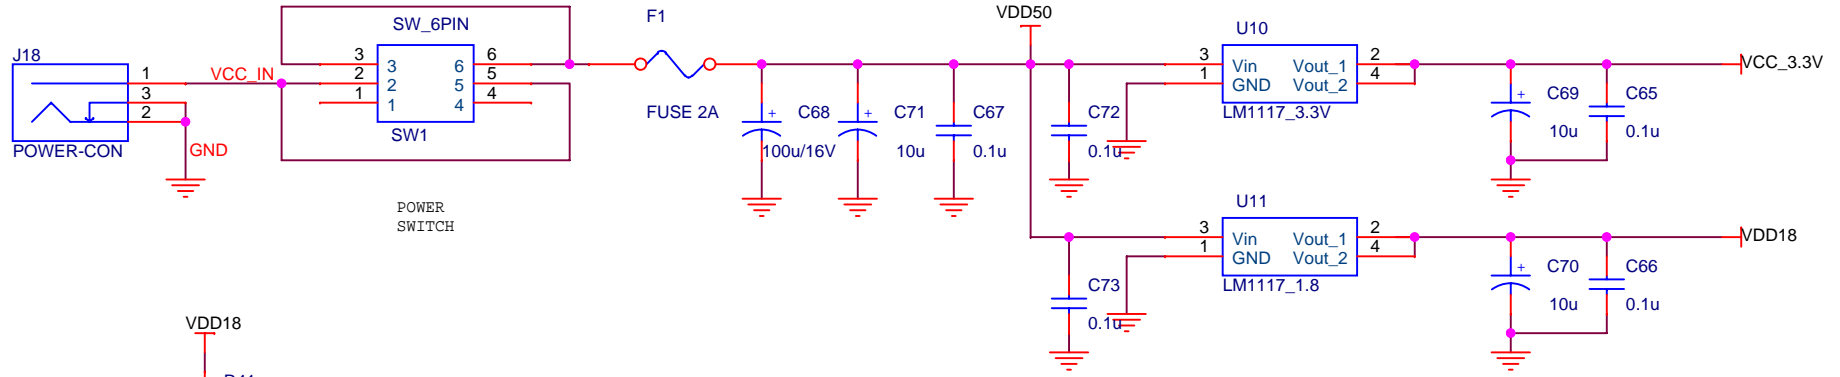 VDD50
F1
SW_6PIN
U10
J18
3 3 6 6
VCC_IN
1
2 2 5 5
3
1 1 4 4
2
3 Vin Vout_1 2
1 GND Vout_2 4
VCC_3.3V
FUSE 2A
+ C68
+ C71
C67
C72
LM1117_3.3V
+ C69
C65
SW1
10u
0.1u
POWER-CON
GND
100u/16V
10u
0.1u
0.1u
POWER
SWITCH
U11
3 Vin Vout_1 2
1 GND Vout_2 4
VDD18
C73
LM1117_1.8
+ C70
C66
0.1u
10u
0.1u
VDD18